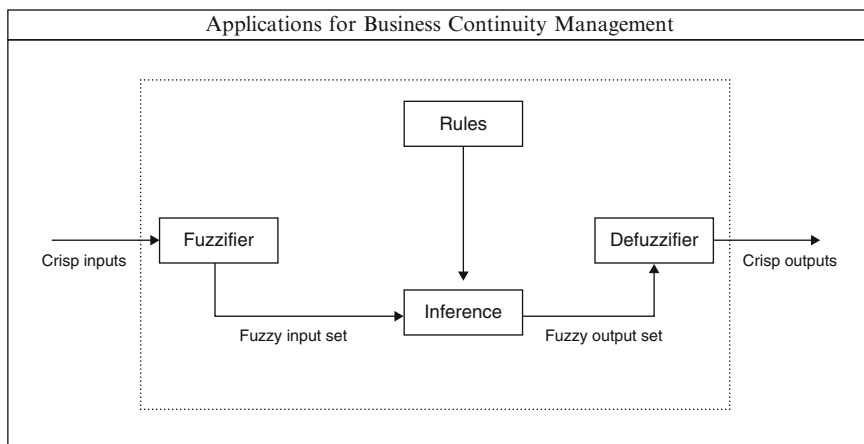 Applications for Business Continuity Management
Rules
Fuzzifier
Defuzzifier
Crisp inputs
Crisp outputs
Inference
Fuzzy input set
Fuzzy output set